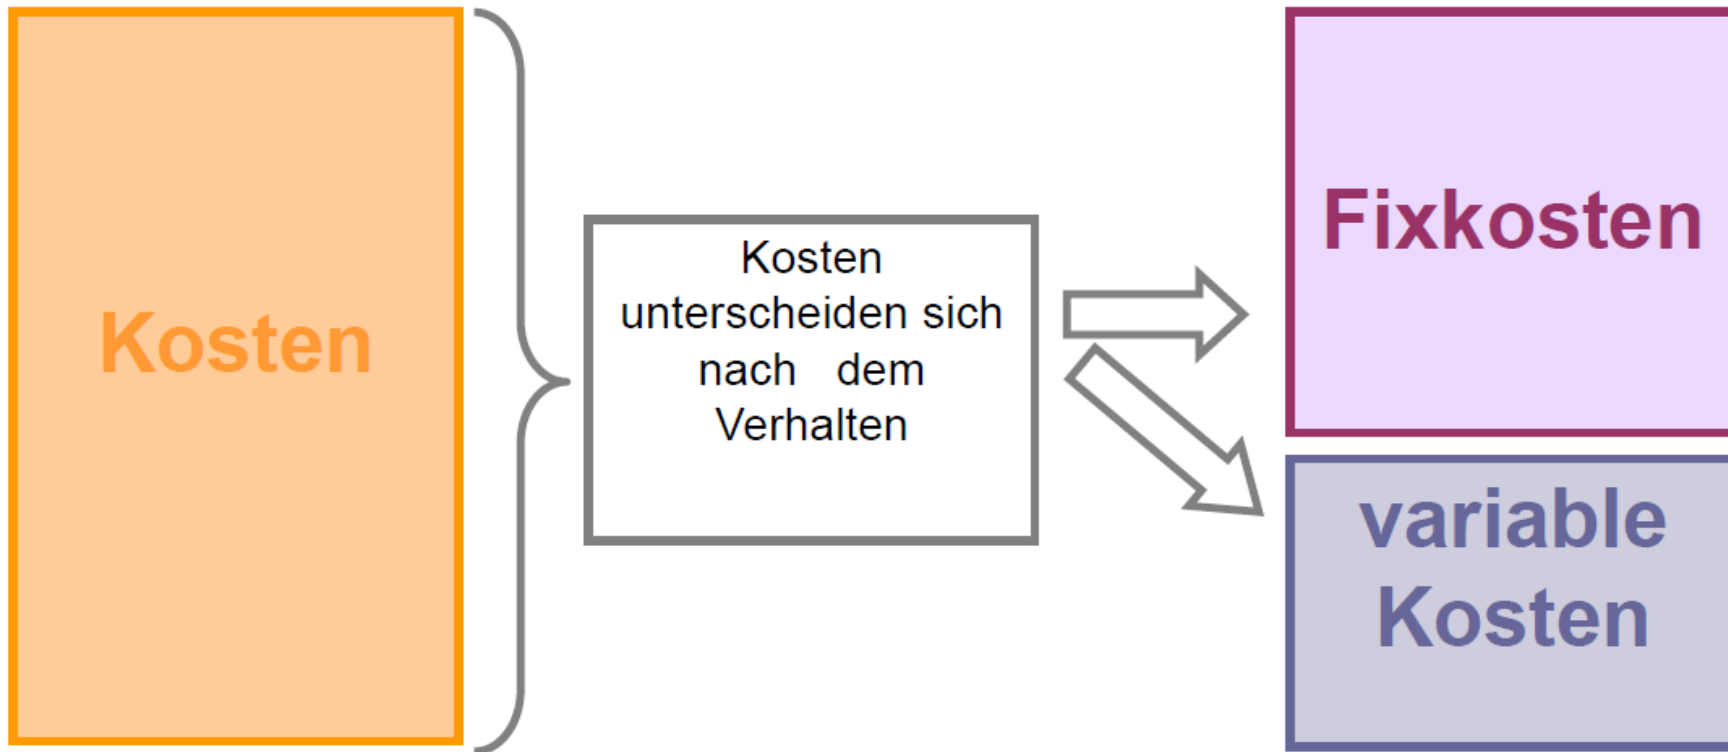 Kosten
Kosten
unterscheiden sich
nach dem
Verhalten
Fixkosten
variable
Kosten